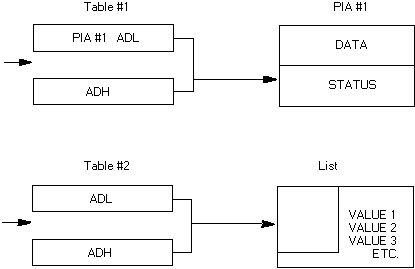 Table #1
PIA #1
PIA #1 ADL
DATA
ADH
STATUS
Table #2
List
ADL
VALUE 1
VALUE 2
VALUE 3
ADH
ETC.